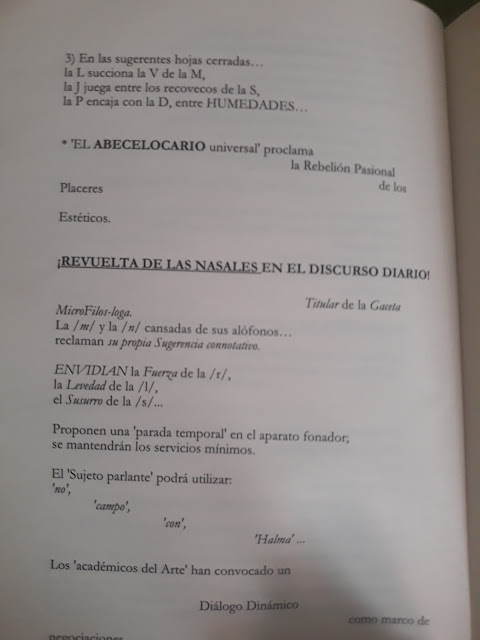 3) En las sugerentes hojas cerradas…
la L succiona la V de la M,
la J juega entre los recovecos de la S,
la P encaja con la D, entre HUMEDADES…
* 'EL ABECELOCARIO universal' proclama
la Rebelión Pasional
de los
Placeres
Estéticos.
¡REVUELTA DE LAS NASALES EN EL DISCURSO DIARIO!
Titular de la Gaceta
MicroFilos-loga.
La /m/ y la /n/ cansadas de sus alófonos…
reclaman su propia Sugerencia connotativo.
ENVIDIAN la Fuerza de la /r/,
la Levedad de la /l/,
el Susurro de la /s/...
Proponen una 'parada temporal' en el aparato fonador;
se mantendrán los servicios mínimos.
El 'Sujeto parlante' podrá utilizar:
'no',
'campo',
'con',
'Halma' ...
Los 'académicos del Arte' han convocado un
Diálogo Dinámico
como marco de
negociaciones